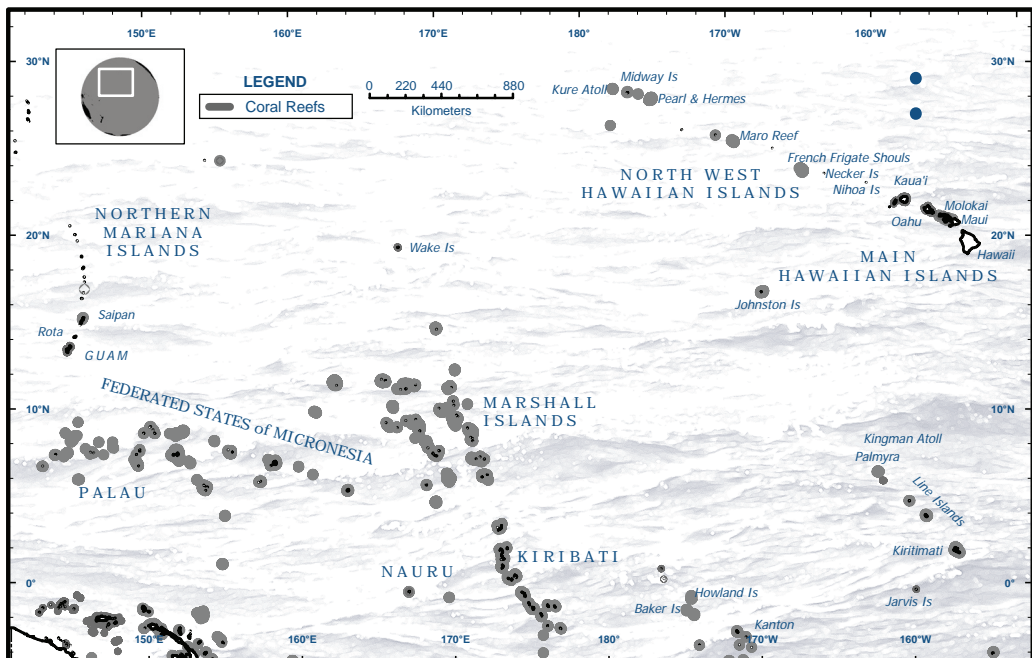 150°E 160°E 170°E 180° 170°W 160°W
30°N 30°N
LEGEND
Coral Reefs
0 220 440 880
Kilometers
Midway Is
Kure Atoll
Pearl & Hermes
Maro Reef
French Frigate Shouls
Necker Is
Nihoa Is
Kaua'i
NORTH WEST
HAWAIIAN ISLANDS
Molokai
Oahu
Maui
NORTHERN
MARIANA
ISLANDS
20°N 20°N
Wake Is
Hawaii
MAIN
HAWAIIAN ISLANDS
Johnston Is
Saipan
Rota
GUAM
FEDERATED STATES of MICRONESIA
MARSHALL
ISLANDS
10°N 10°N
Kingman Atoll
Palmyra
Line Islands
PALAU
KIRIBATI
Kiritimati
NAURU
0° 0°
Howland Is
Jarvis Is
Baker Is
Kanton
150°E 160°E 170°E 180° 170°W 160°W